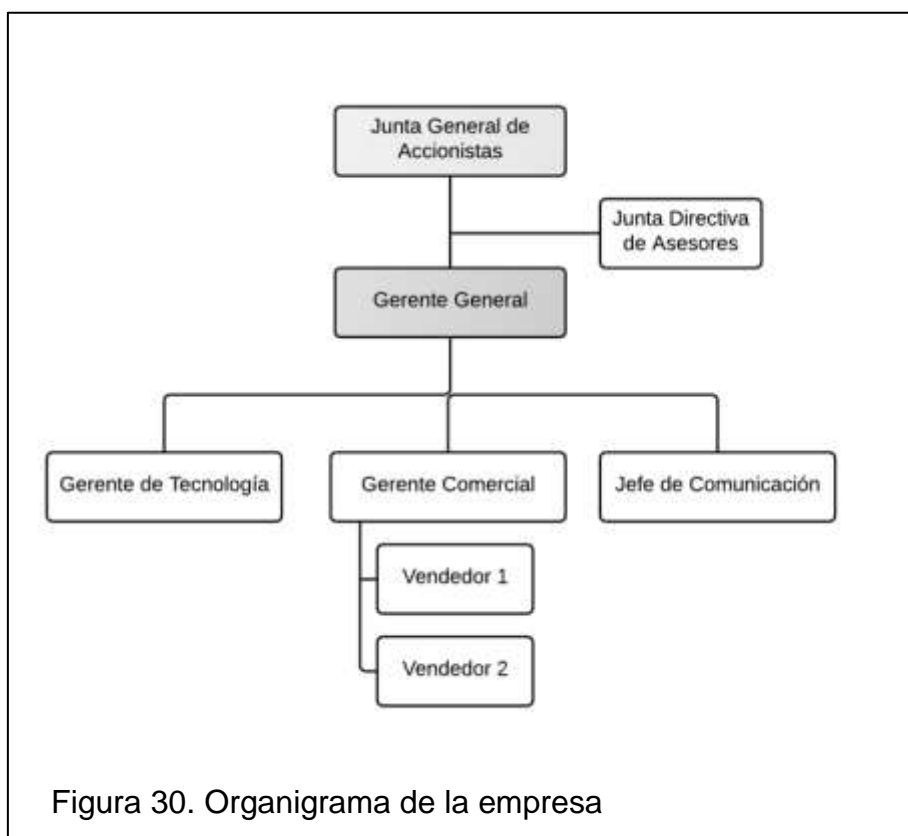 Junta General de
Accionistas
Junta Directiva
de Asesores
Gerente General
Gerente de Tecnología
Gerente Comercial
Jefe de Comunicación
Vendedor 1
Vendedor 2
Figura 30. Organigrama de la empresa